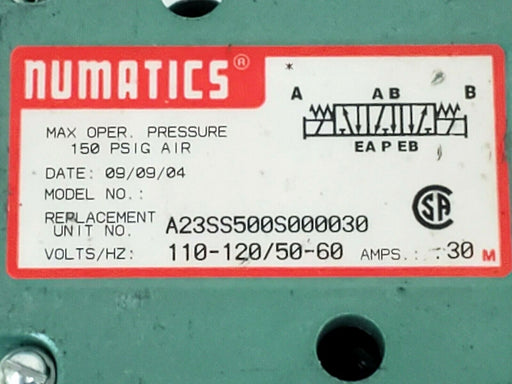 NUMATICS®
*
A AB B
EA P EB
MAX OPER. PRESSURE
150 PSIG AIR
DATE: 09/09/04
MODEL NO.:
REPLACEMENT
UNIT NO. A23SS500S000030
SA
VOLTS/HZ: 110-120/50-60 AMPS.: .30 M